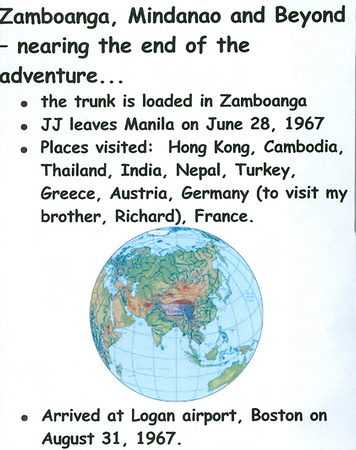 Zamboanga, Mindanao and Beyond
– nearing the end of the
adventure...
• the trunk is loaded in Zamboanga
• JJ leaves Manila on June 28, 1967
• Places visited: Hong Kong, Cambodia,
Thailand, India, Nepal, Turkey,
Greece, Austria, Germany (to visit my
brother, Richard), France.
• Arrived at Logan airport, Boston on
August 31, 1967.